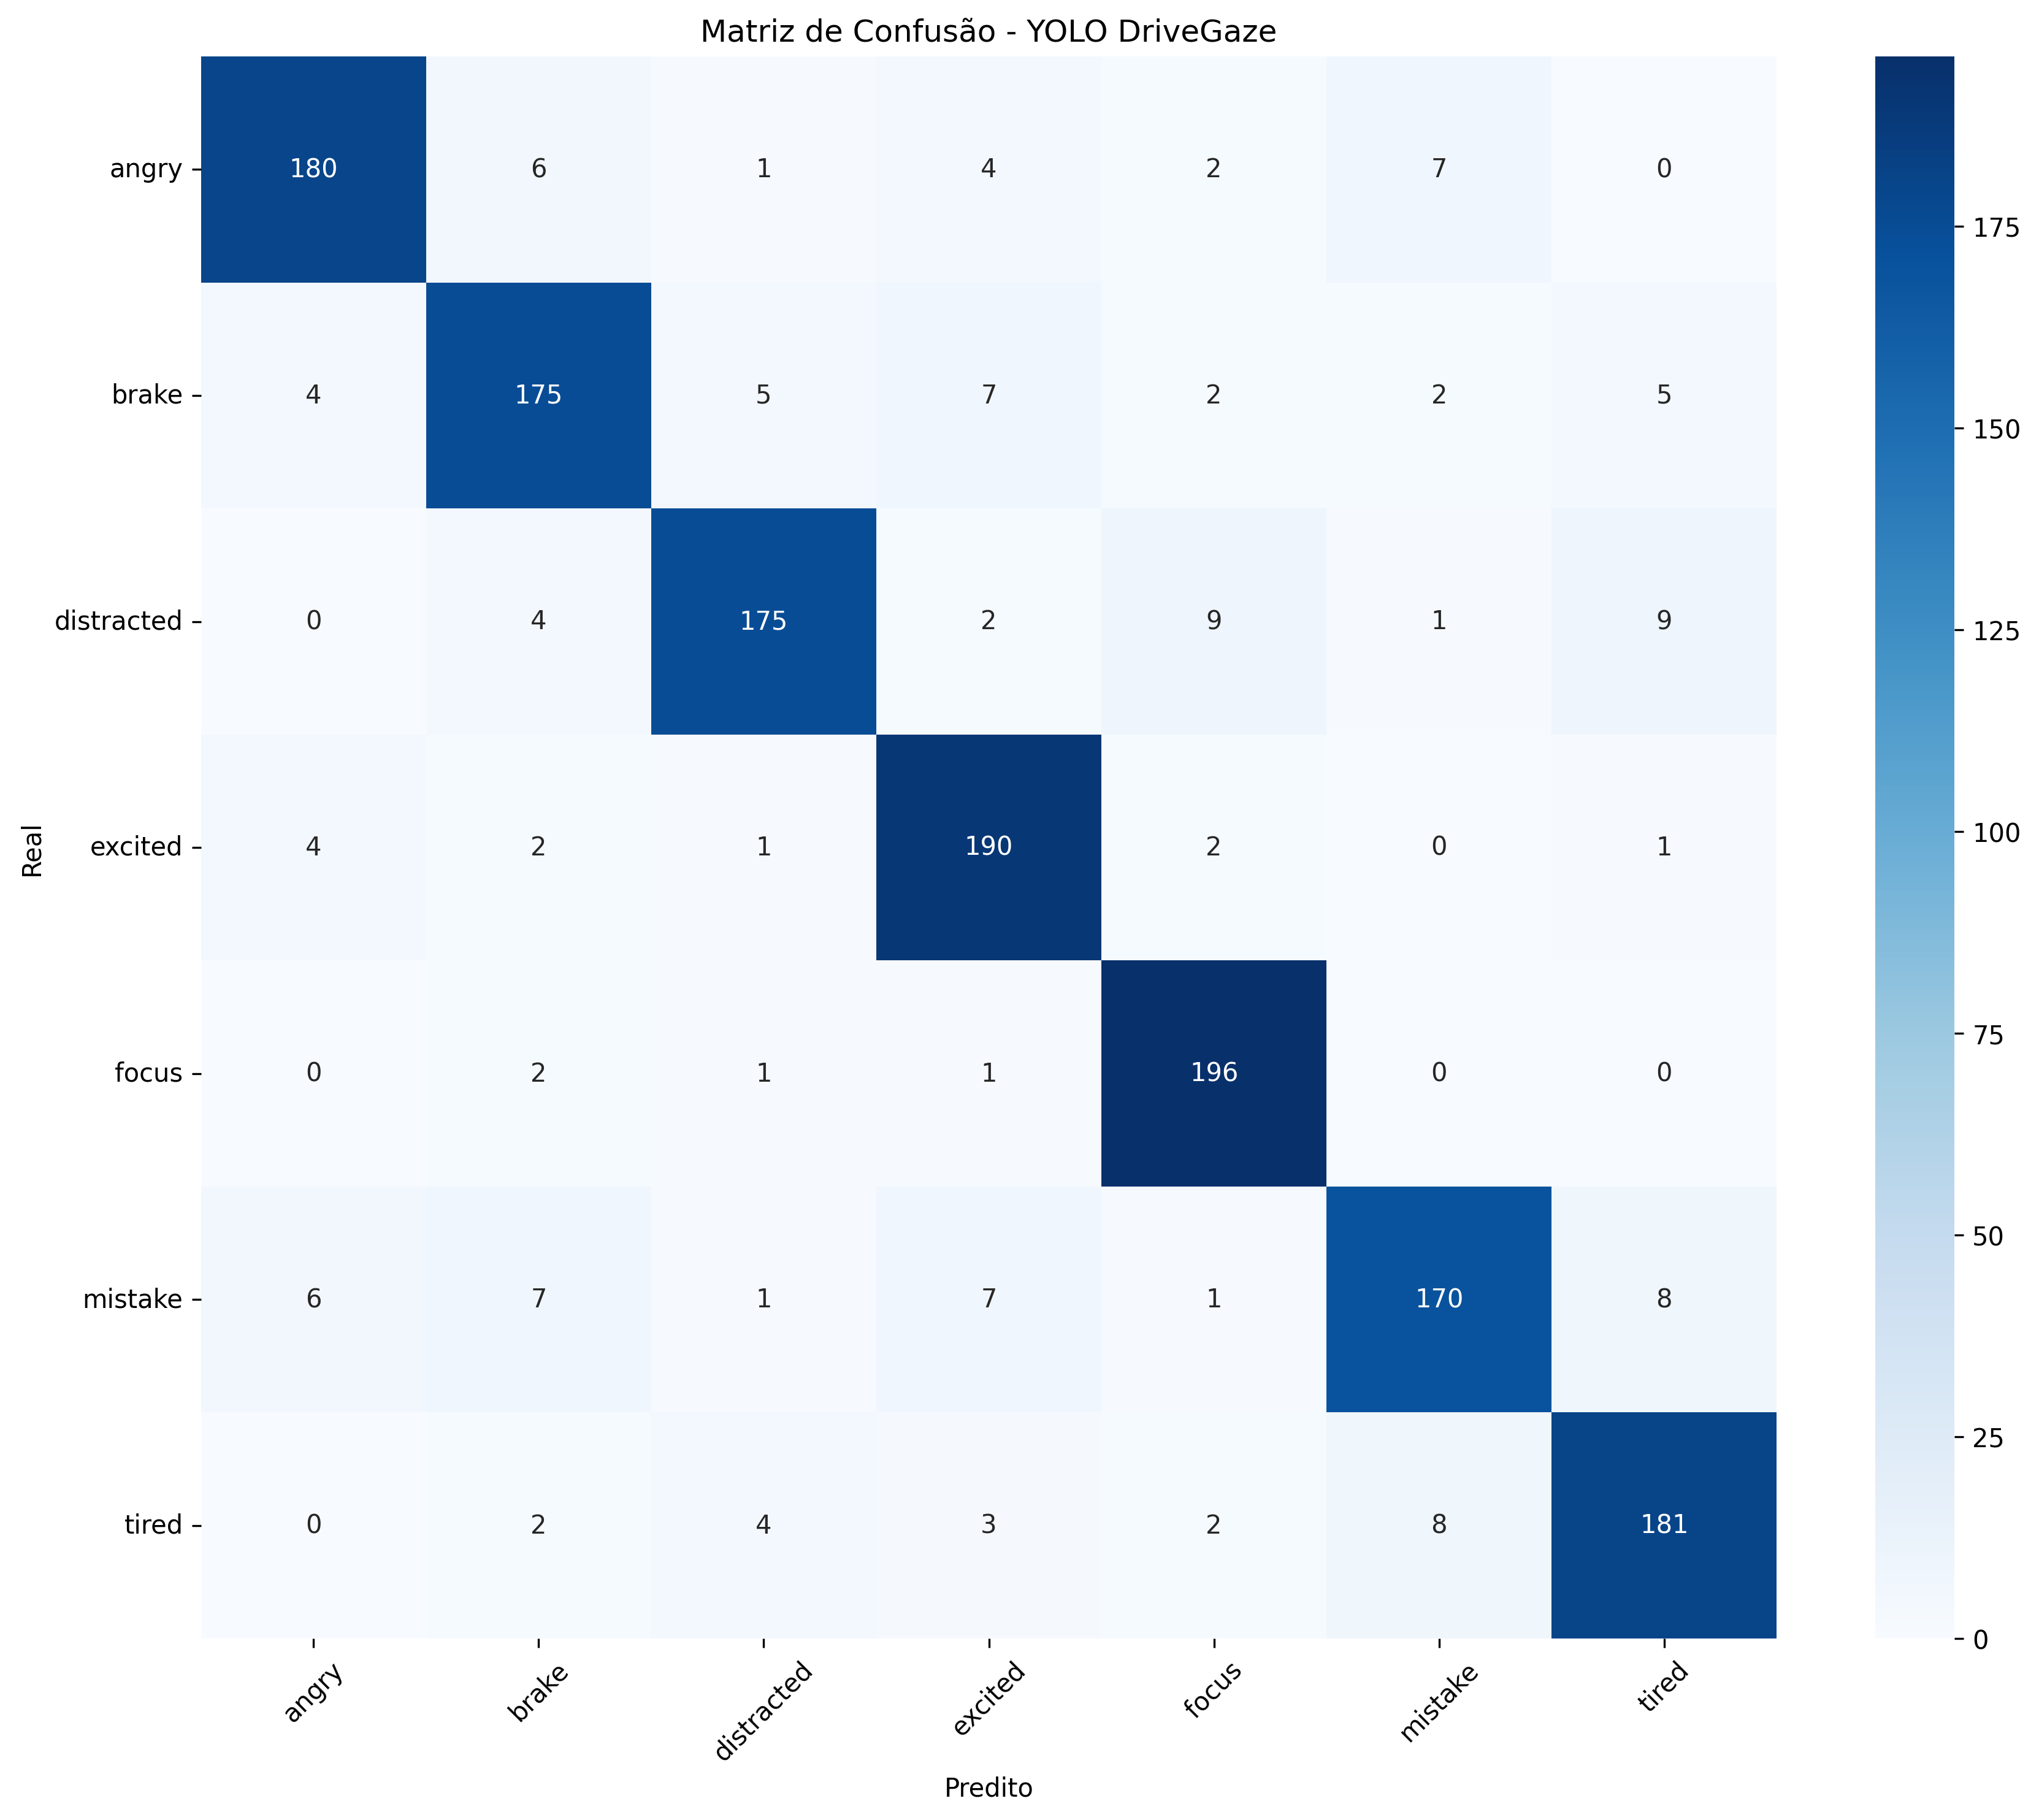 Matriz de Confusão - YOLO DriveGaze
angry 180 6 1 4 2 7 0
brake 4 175 5 7 2 2 5
distracted 0 4 175 2 9 1 9
excited 4 2 1 190 2 0 1
focus 0 2 1 1 196 0 0
mistake 6 7 1 7 1 170 8
tired 0 2 4 3 2 8 181
Real
angry brake distracted excited focus mistake tired
Predito
175
150
125
100
75
50
25
0